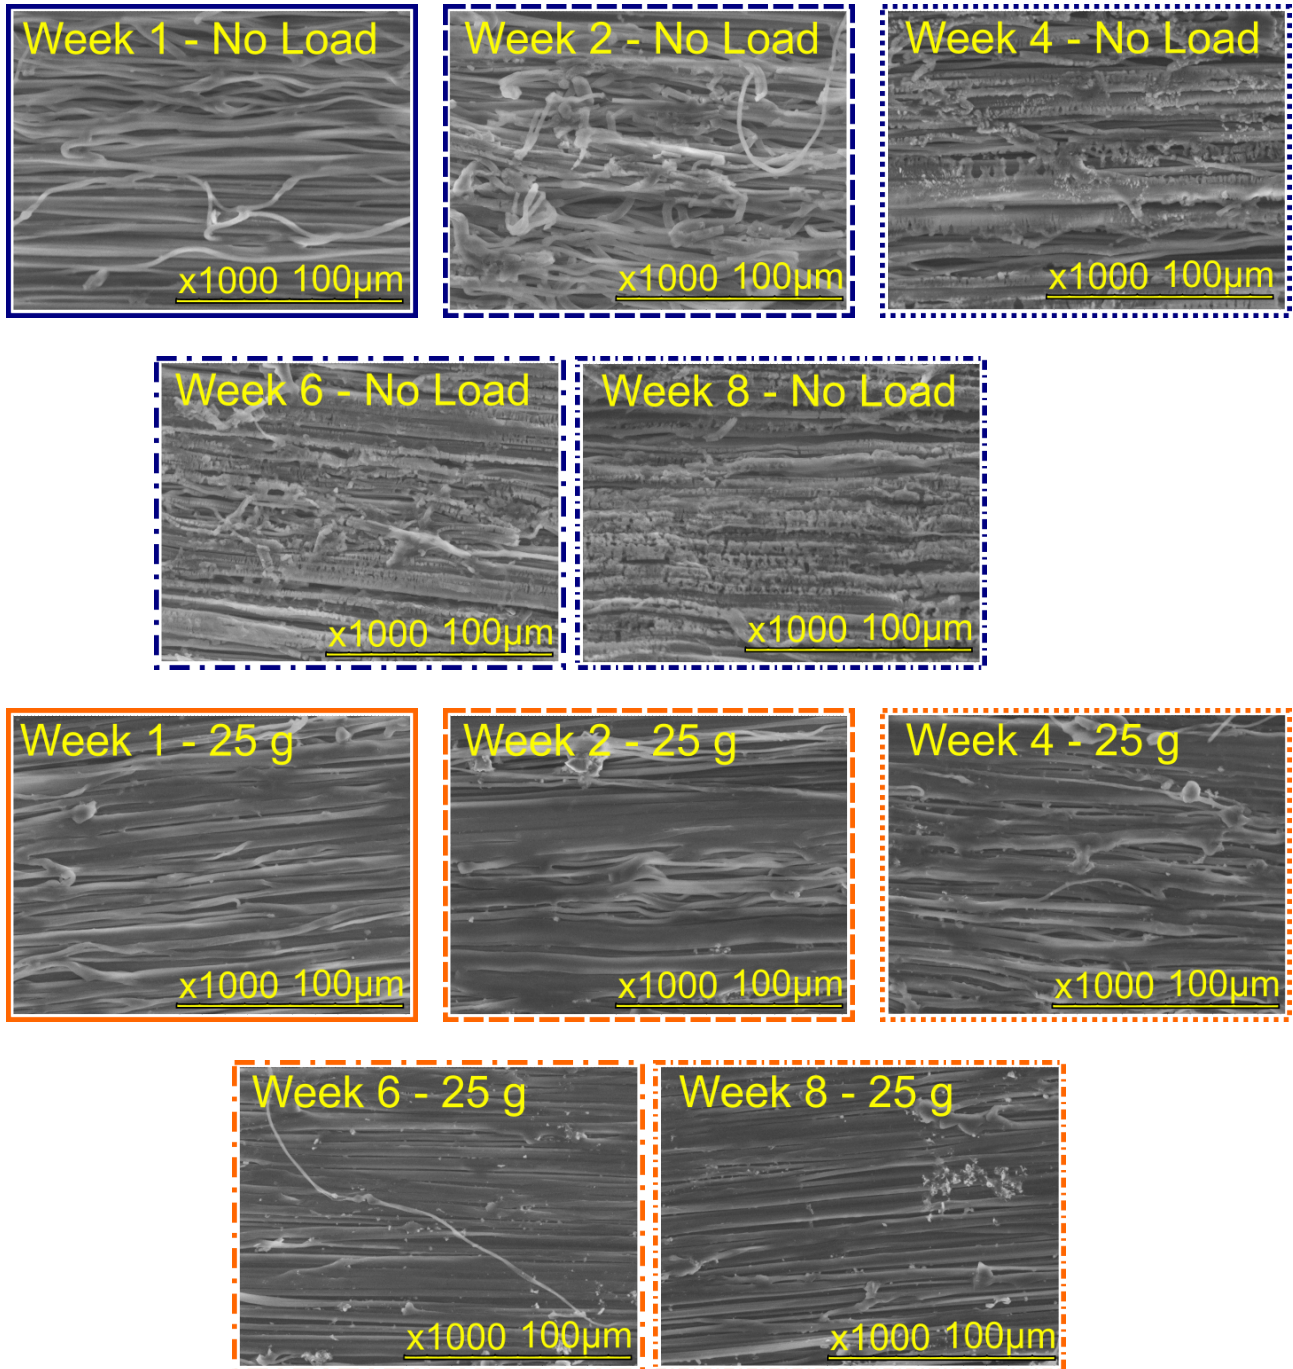 Week 1 - No Load
x1000 100µm
Week 2 - No Load
x1000 100µm
Week 4 - No Load
x1000 100µm
Week 6 - No Load
x1000 100µm
Week 8 - No Load
x1000 100µm
Week 1 - 25 g
x1000 100µm
Week 2 - 25 g
x1000 100µm
Week 4 - 25 g
x1000 100µm
Week 6 - 25 g
x1000 100µm
Week 8 - 25 g
x1000 100µm